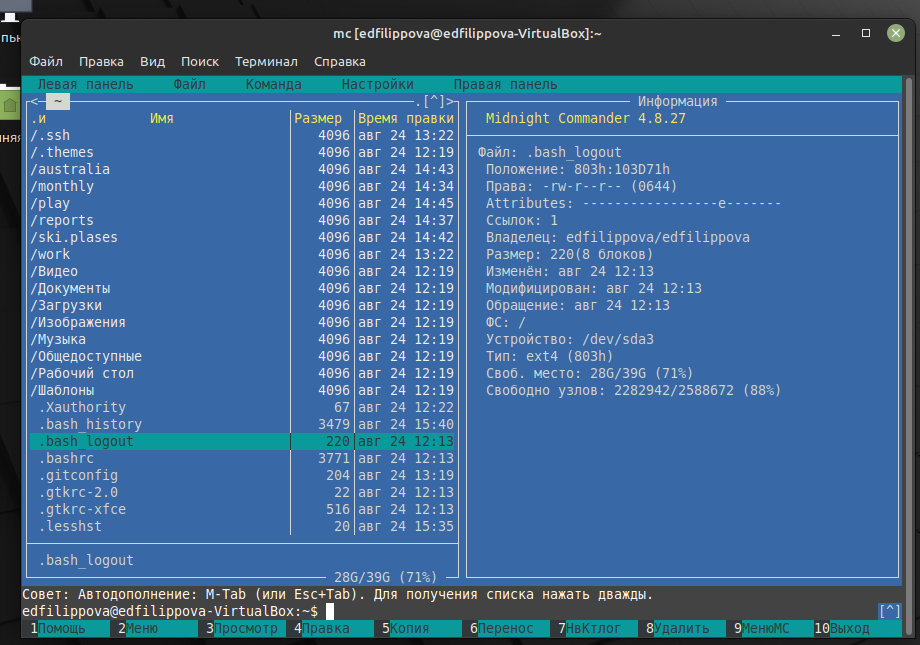 mc [edfilippova@edfilippova-VirtualBox]:~
Файл Правка Вид Поиск Терминал Справка
Левая панель Файл Команда Настройки Правая панель
<- ~ .[^]> Информация
.и Имя Размер Время правки Midnight Commander 4.8.27
/.ssh 4096 авг 24 13:22
/.themes 4096 авг 24 12:19 Файл: .bash_logout
/australia 4096 авг 24 14:43 Положение: 803h:103D71h
/monthly 4096 авг 24 14:34 Права: -rw-r--r-- (0644)
/play 4096 авг 24 14:45 Attributes: -----------------e-------
/reports 4096 авг 24 14:37 Ссылок: 1
/ski.plases 4096 авг 24 14:42 Владелец: edfilippova/edfilippova
/work 4096 авг 24 13:22 Размер: 220(8 блоков)
/Видео 4096 авг 24 12:19 Изменён: авг 24 12:13
/Документы 4096 авг 24 12:19 Модифицирован: авг 24 12:13
/Загрузки 4096 авг 24 12:19 Обращение: авг 24 12:13
/Изображения 4096 авг 24 12:19 ФС: /
/Музыка 4096 авг 24 12:19 Устройство: /dev/sda3
/Общедоступные 4096 авг 24 12:19 Тип: ext4 (803h)
/Рабочий стол 4096 авг 24 12:19 Своб. место: 28G/39G (71%)
/Шаблоны 4096 авг 24 12:19 Свободно узлов: 2282942/2588672 (88%)
.Xauthority 67 авг 24 12:22
.bash_history 3479 авг 24 15:40
.bash_logout 220 авг 24 12:13
.bashrc 3771 авг 24 12:13
.gitconfig 204 авг 24 13:19
.gtkrc-2.0 22 авг 24 12:13
.gtkrc-xfce 516 авг 24 12:13
.lesshst 20 авг 24 15:35
.bash_logout
28G/39G (71%)
Совет: Автодополнение: M-Tab (или Esc+Tab). Для получения списка нажать дважды.
edfilippova@edfilippova-VirtualBox:~$ [^]
1Помощь 2Меню 3Просмотр 4Правка 5Копия 6Перенос 7НвКтлог 8Удалить 9МенюМС 10Выход